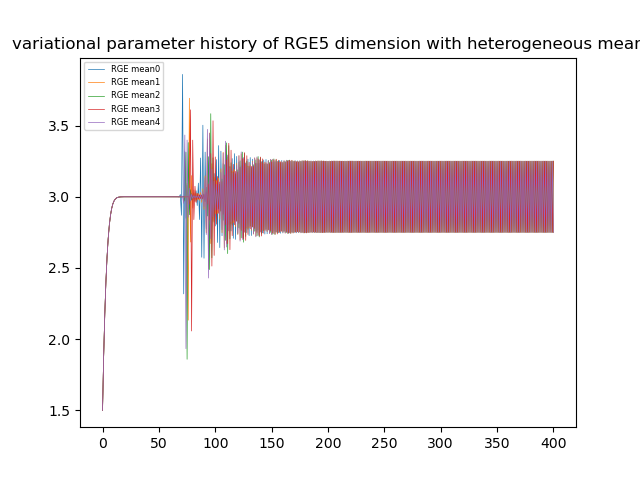 variational parameter history of RGE5 dimension with heterogeneous mean
RGE mean0
RGE mean1
RGE mean2
RGE mean3
RGE mean4
3.5
3.0
2.5
2.0
1.5
0 50 100 150 200 250 300 350 400